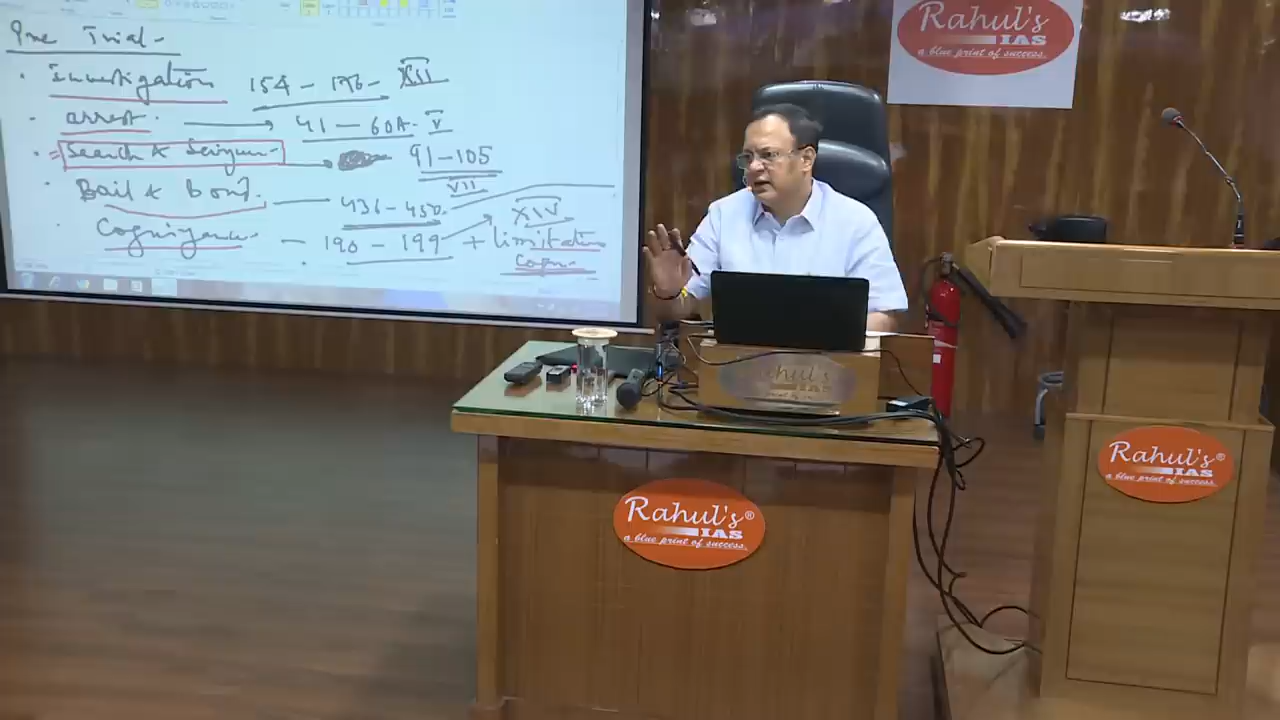 Pre Trial -
• Investigation 154 - 176 - XII
- arrest. → 41 - 60A - V
• Search & Seizure → 91 - 105
VII
• Bail & bond. — 436 - 450
Cognizance — 190 - 199 XIV + limitation
Cogn.
Rahul's
IAS
a blue print of success.
Rahul's
Rahul's®
IAS
a blue print of success.
Rahul's®
IAS
a blue print of success.